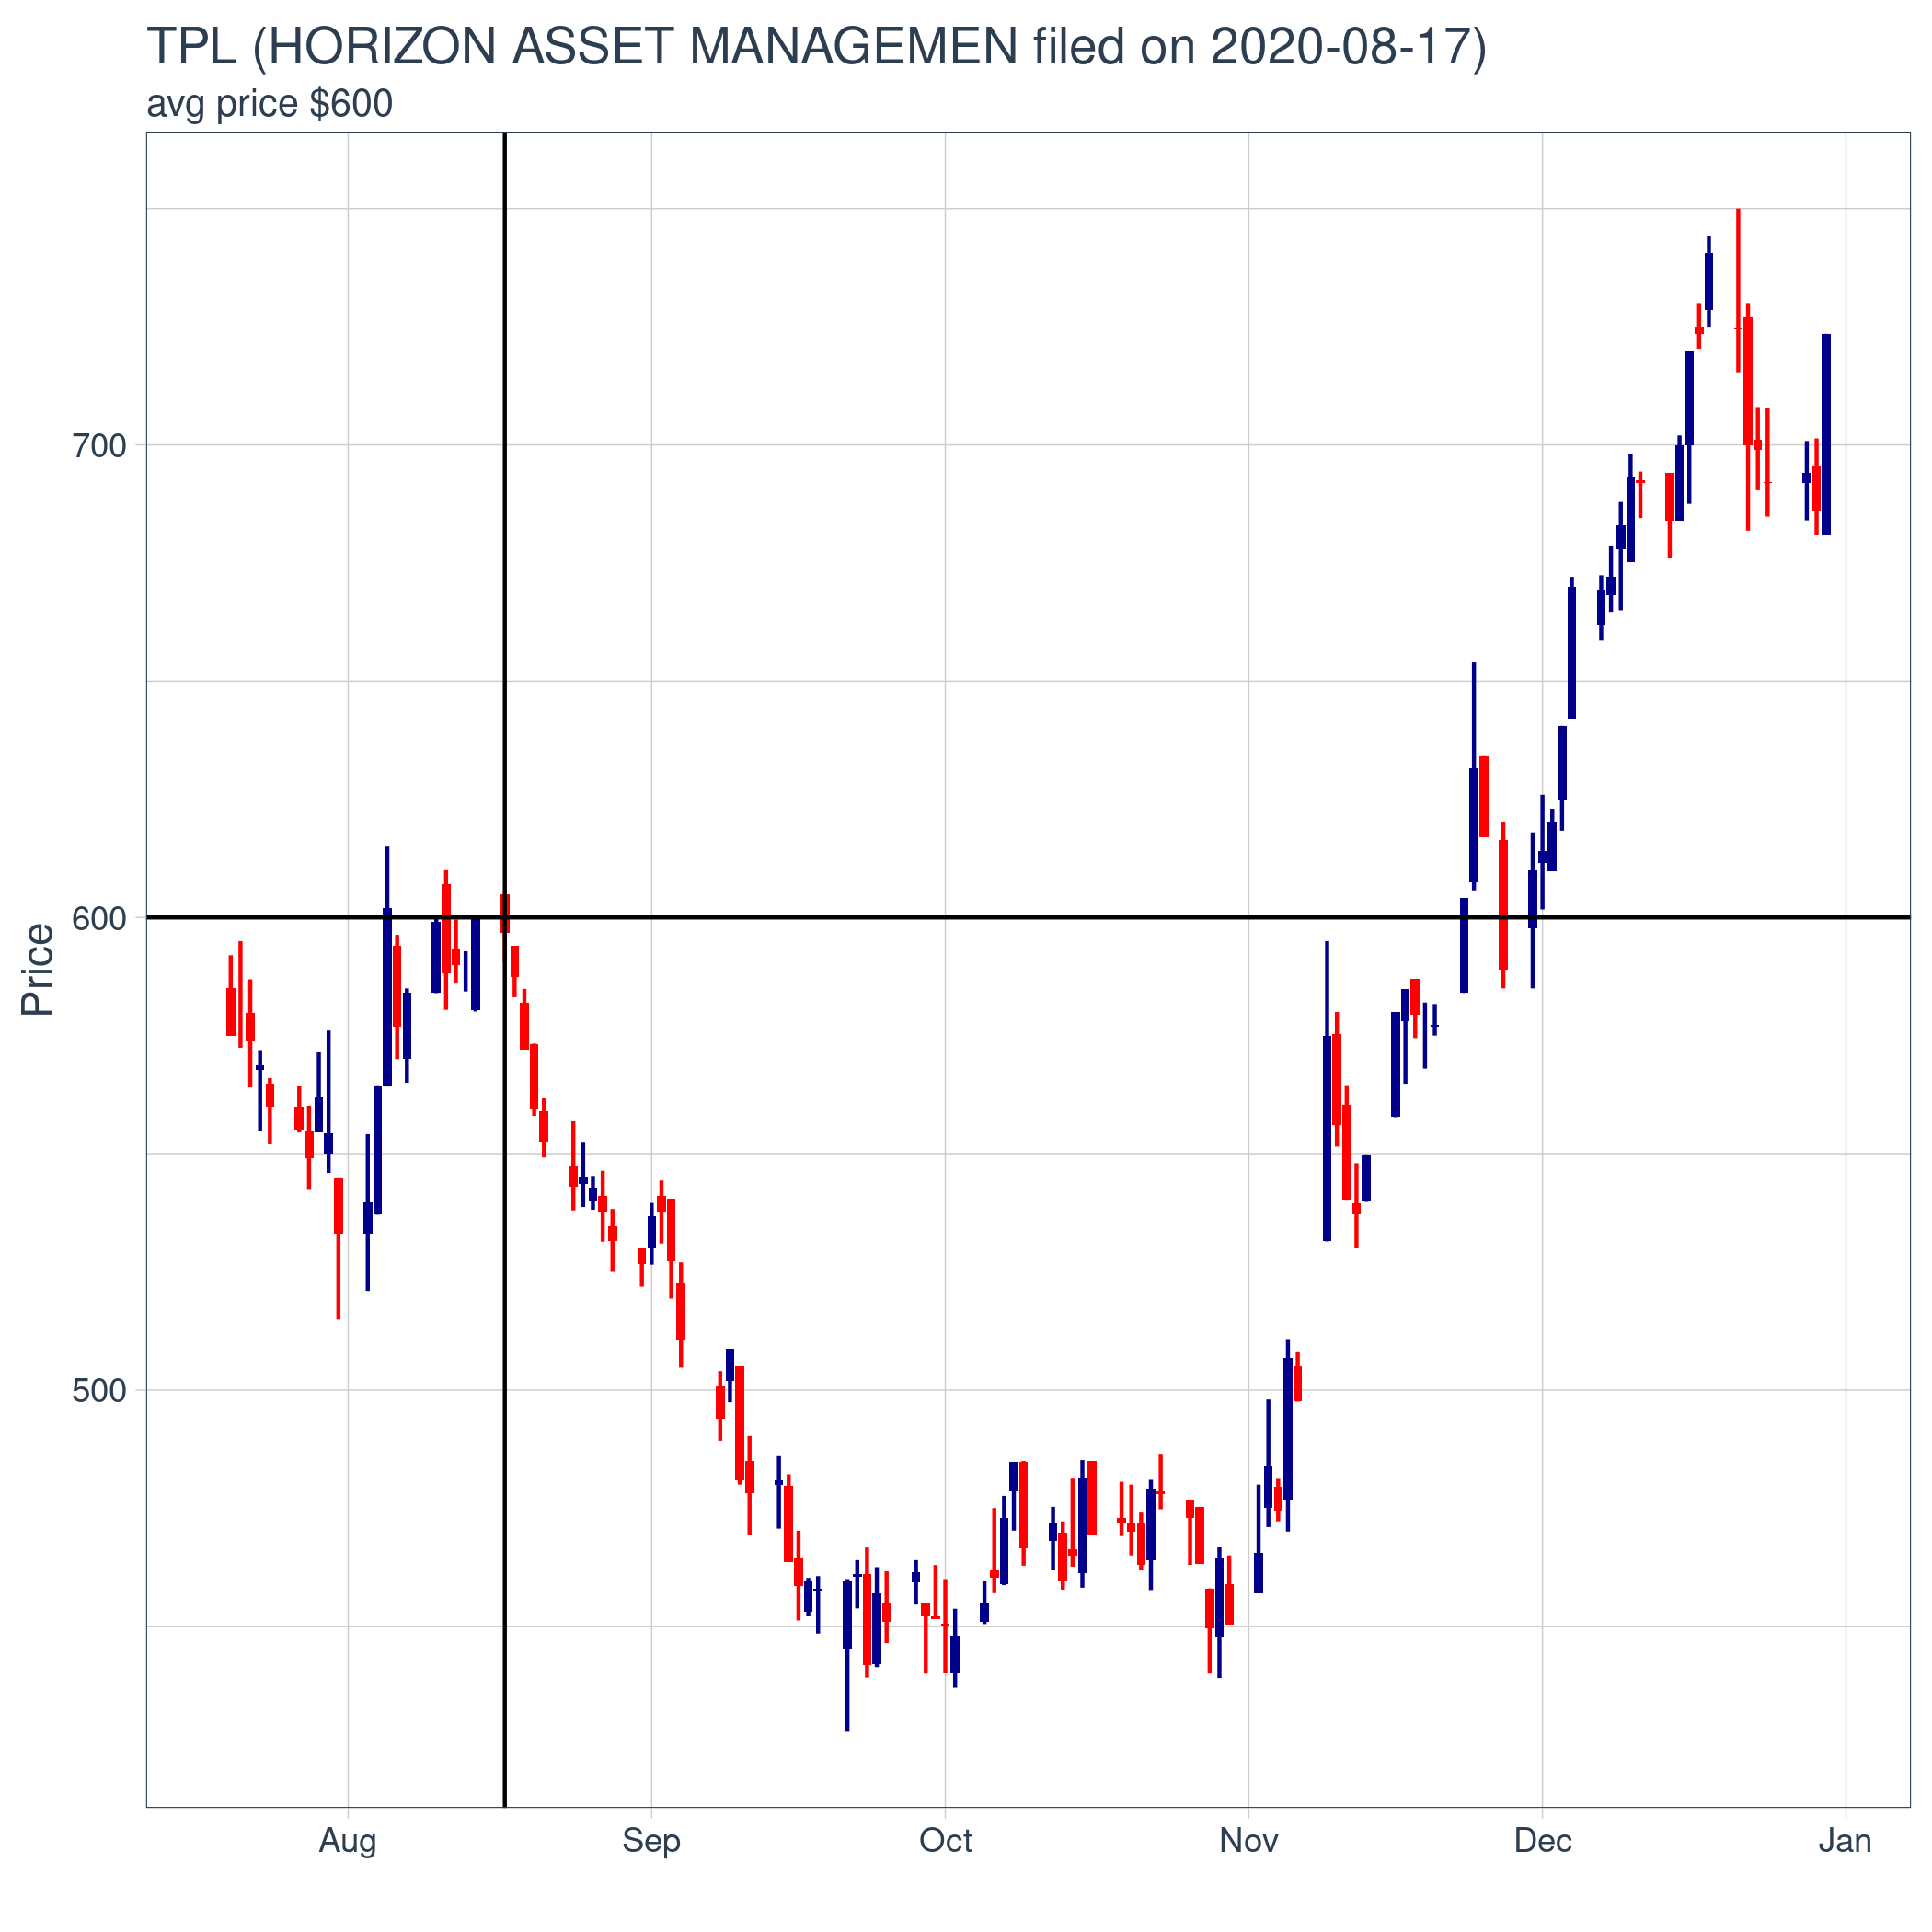 TPL (HORIZON ASSET MANAGEMEN filed on 2020-08-17)
avg price $600
700
600
500
Price
Aug Sep Oct Nov Dec Jan